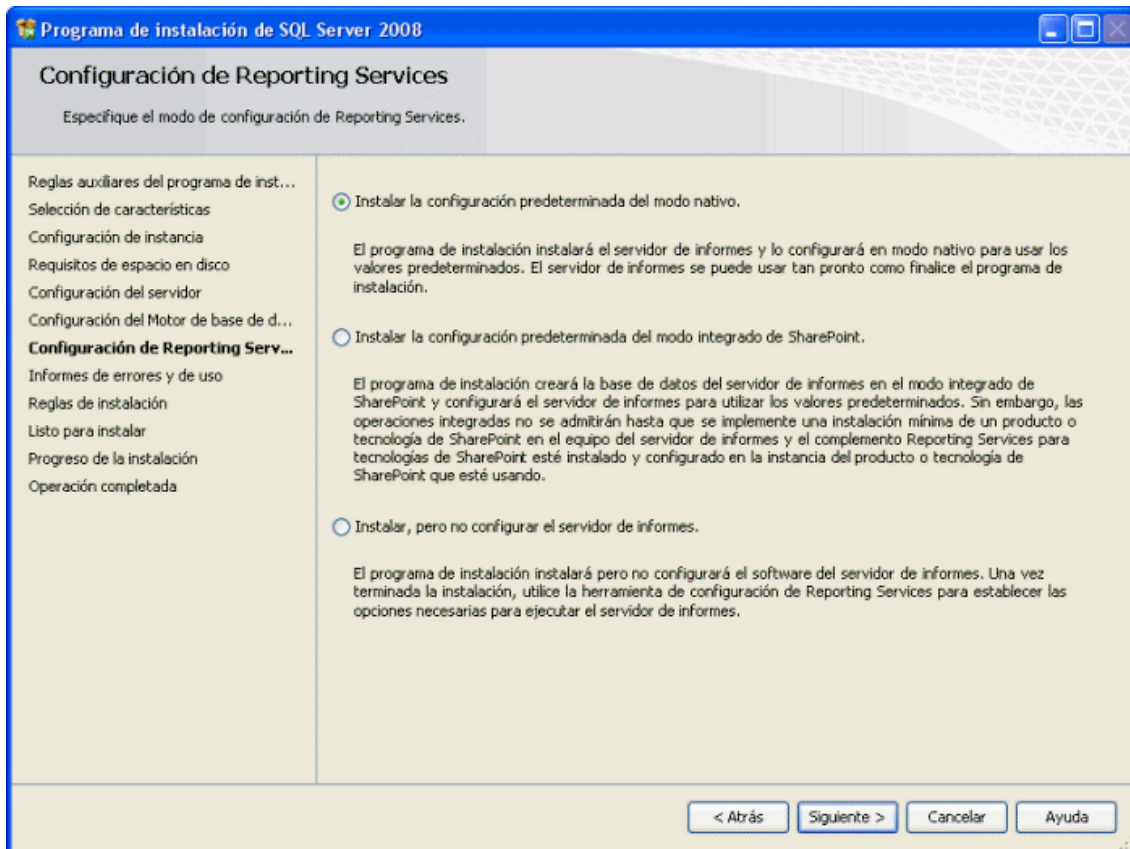 Programa de instalación de SQL Server 2008
Configuración de Reporting Services
Especifique el modo de configuración de Reporting Services.
Reglas auxiliares del programa de inst...
Selección de características
Configuración de instancia
Requisitos de espacio en disco
Configuración del servidor
Configuración del Motor de base de d...
Configuración de Reporting Serv...
Informes de errores y de uso
Reglas de instalación
Listo para instalar
Progreso de la instalación
Operación completada
Instalar la configuración predeterminada del modo nativo.
El programa de instalación instalará el servidor de informes y lo configurará en modo nativo para usar los
valores predeterminados. El servidor de informes se puede usar tan pronto como finalice el programa de
instalación.
Instalar la configuración predeterminada del modo integrado de SharePoint.
El programa de instalación creará la base de datos del servidor de informes en el modo integrado de
SharePoint y configurará el servidor de informes para utilizar los valores predeterminados. Sin embargo, las
operaciones integradas no se admitirán hasta que se implemente una instalación mínima de un producto o
tecnología de SharePoint en el equipo del servidor de informes y el complemento Reporting Services para
tecnologías de SharePoint esté instalado y configurado en la instancia del producto o tecnología de
SharePoint que esté usando.
Instalar, pero no configurar el servidor de informes.
El programa de instalación instalará pero no configurará el software del servidor de informes. Una vez
terminada la instalación, utilice la herramienta de configuración de Reporting Services para establecer las
opciones necesarias para ejecutar el servidor de informes.
< Atrás
Siguiente >
Cancelar
Ayuda